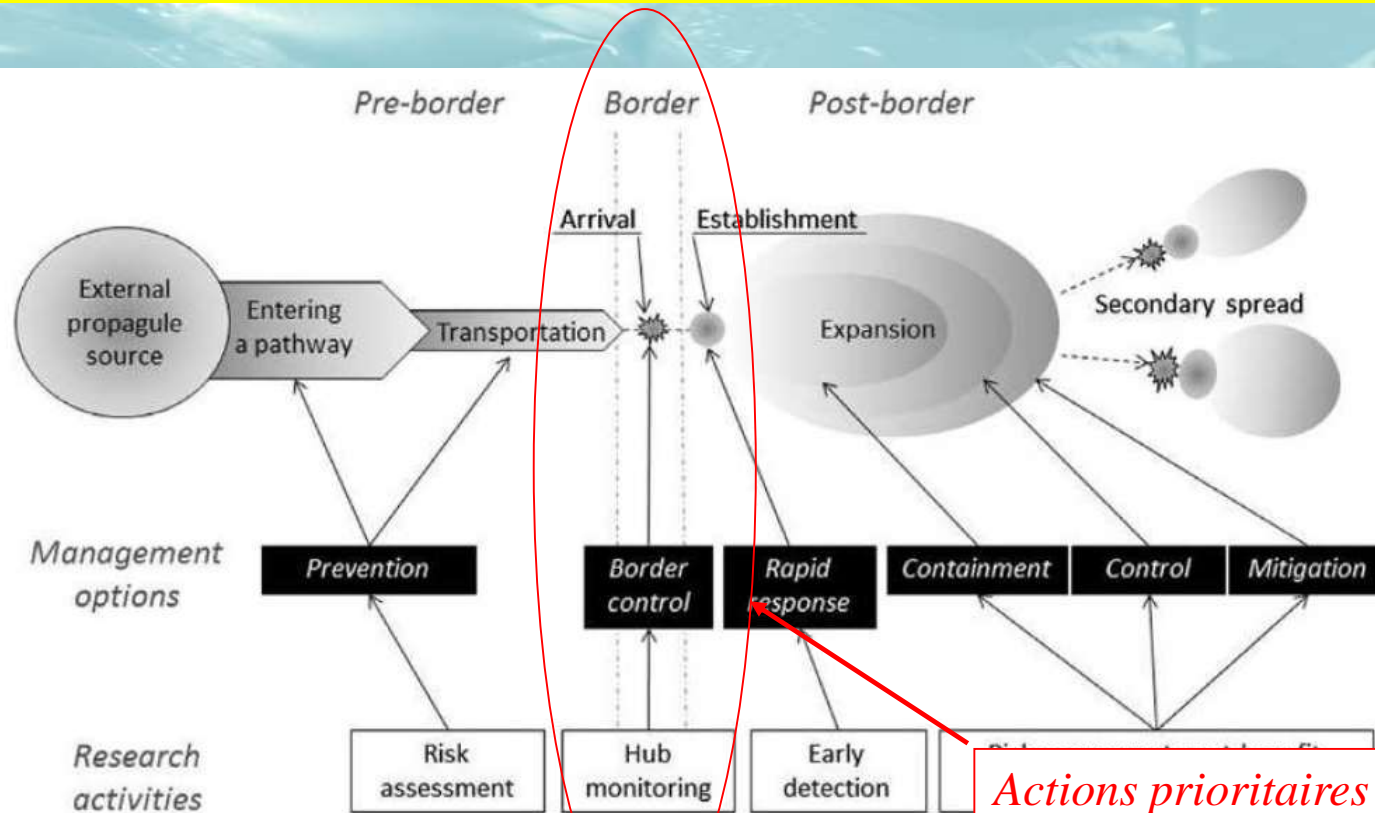 Pre-border
Border
Post-border
Arrival
Establishment
External
propagule
source
Entering
a pathway
Transportation
Expansion
Secondary spread
Management
options
Prevention
Border
control
Rapid
response
Containment
Control
Mitigation
Research
activities
Risk
assessment
Hub
monitoring
Early
detection
Actions prioritaires